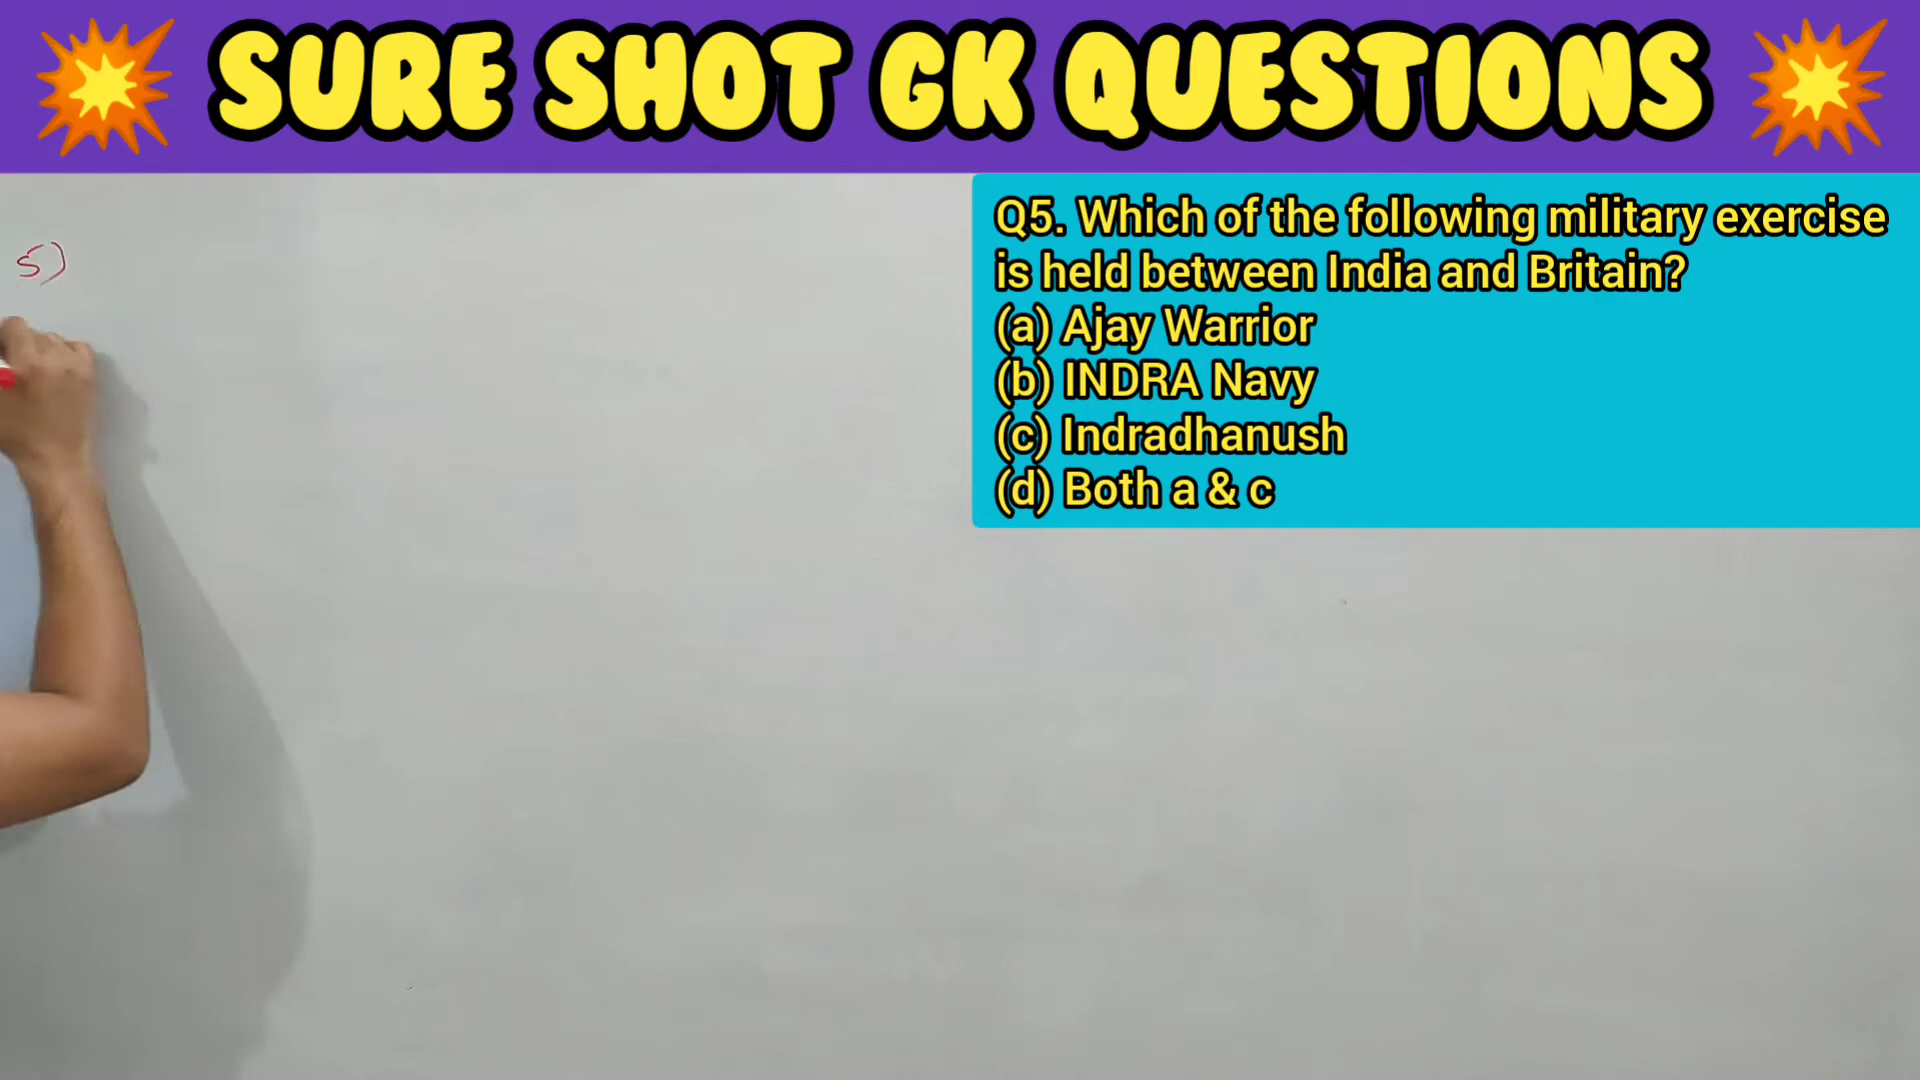 SURE SHOT GK QUESTIONS
Q5. Which of the following military exercise
is held between India and Britain?
(a) Ajay Warrior
(b) INDRA Navy
(c) Indradhanush
(d) Both a & c
5)